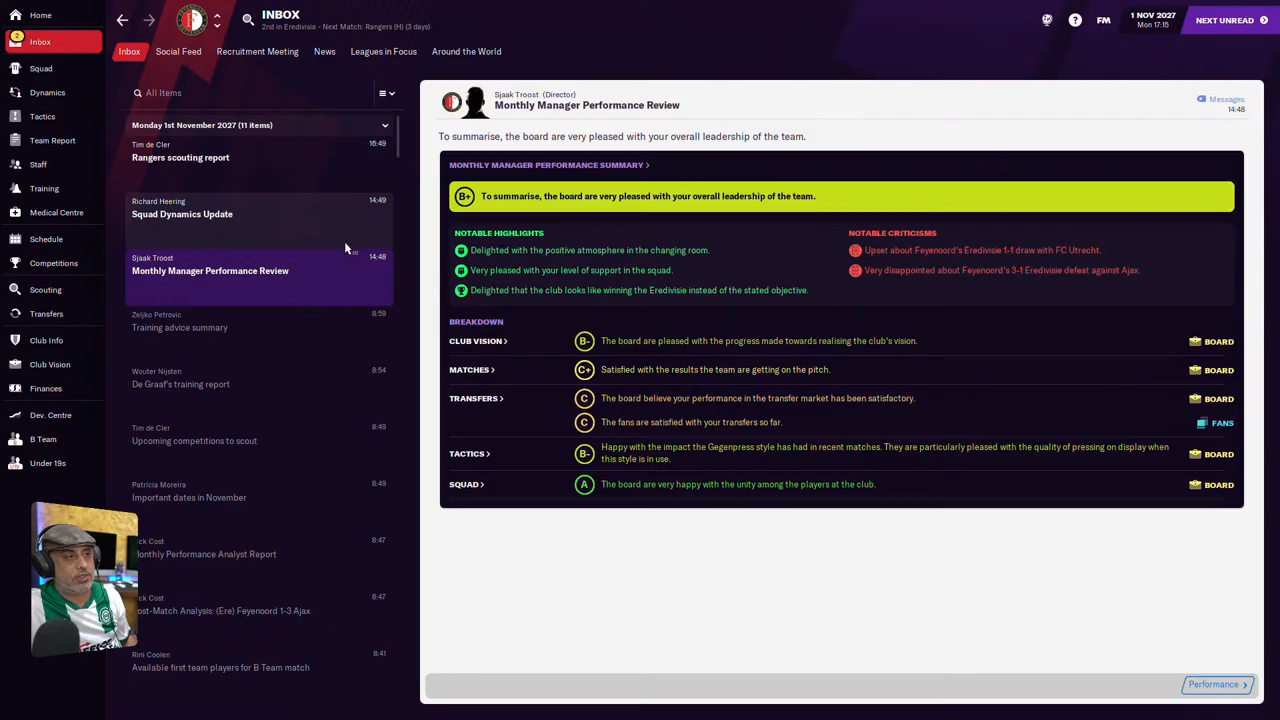 Home
INBOX
2nd in Eredivisie - Next Match: Rangers (H) (3 days)
FM
1 NOV 2027
Mon 17:15
NEXT UNREAD
2
Inbox
Inbox
Social Feed
Recruitment Meeting
News
Leagues in Focus
Around the World
Squad
Dynamics
Tactics
Team Report
Staff
Training
Medical Centre
Schedule
Competitions
Scouting
Transfers
Club Info
Club Vision
Finances
Dev. Centre
B Team
Under 19s
All Items
Monday 1st November 2027 (11 items)
Tim de Cler
16:49
Rangers scouting report
Richard Heering
14:49
Squad Dynamics Update
Sjaak Troost
14:48
Monthly Manager Performance Review
Zeljko Petrovic
8:59
Training advice summary
Wouter Nijsten
8:54
De Graaf's training report
Tim de Cler
8:49
Upcoming competitions to scout
Patrícia Moreira
8:49
Important dates in November
Cost
8:47
Monthly Performance Analyst Report
Cost
8:47
Post-Match Analysis: (Ere) Feyenoord 1-3 Ajax
Rini Coolen
8:41
Available first team players for B Team match
Sjaak Troost (Director)
Monthly Manager Performance Review
Messages
14:48
To summarise, the board are very pleased with your overall leadership of the team.
MONTHLY MANAGER PERFORMANCE SUMMARY >
B+ To summarise, the board are very pleased with your overall leadership of the team.
NOTABLE HIGHLIGHTS
Delighted with the positive atmosphere in the changing room.
Very pleased with your level of support in the squad.
Delighted that the club looks like winning the Eredivisie instead of the stated objective.
NOTABLE CRITICISMS
Upset about Feyenoord's Eredivisie 1-1 draw with FC Utrecht.
Very disappointed about Feyenoord's 3-1 Eredivisie defeat against Ajax.
BREAKDOWN
CLUB VISION > B- The board are pleased with the progress made towards realising the club's vision. BOARD
MATCHES > C+ Satisfied with the results the team are getting on the pitch. BOARD
TRANSFERS > C The board believe your performance in the transfer market has been satisfactory. BOARD
C The fans are satisfied with your transfers so far. FANS
TACTICS > B- Happy with the impact the Gegenpress style has had in recent matches. They are particularly pleased with the quality of pressing on display when
this style is in use. BOARD
SQUAD > A The board are very happy with the unity among the players at the club. BOARD
Performance >